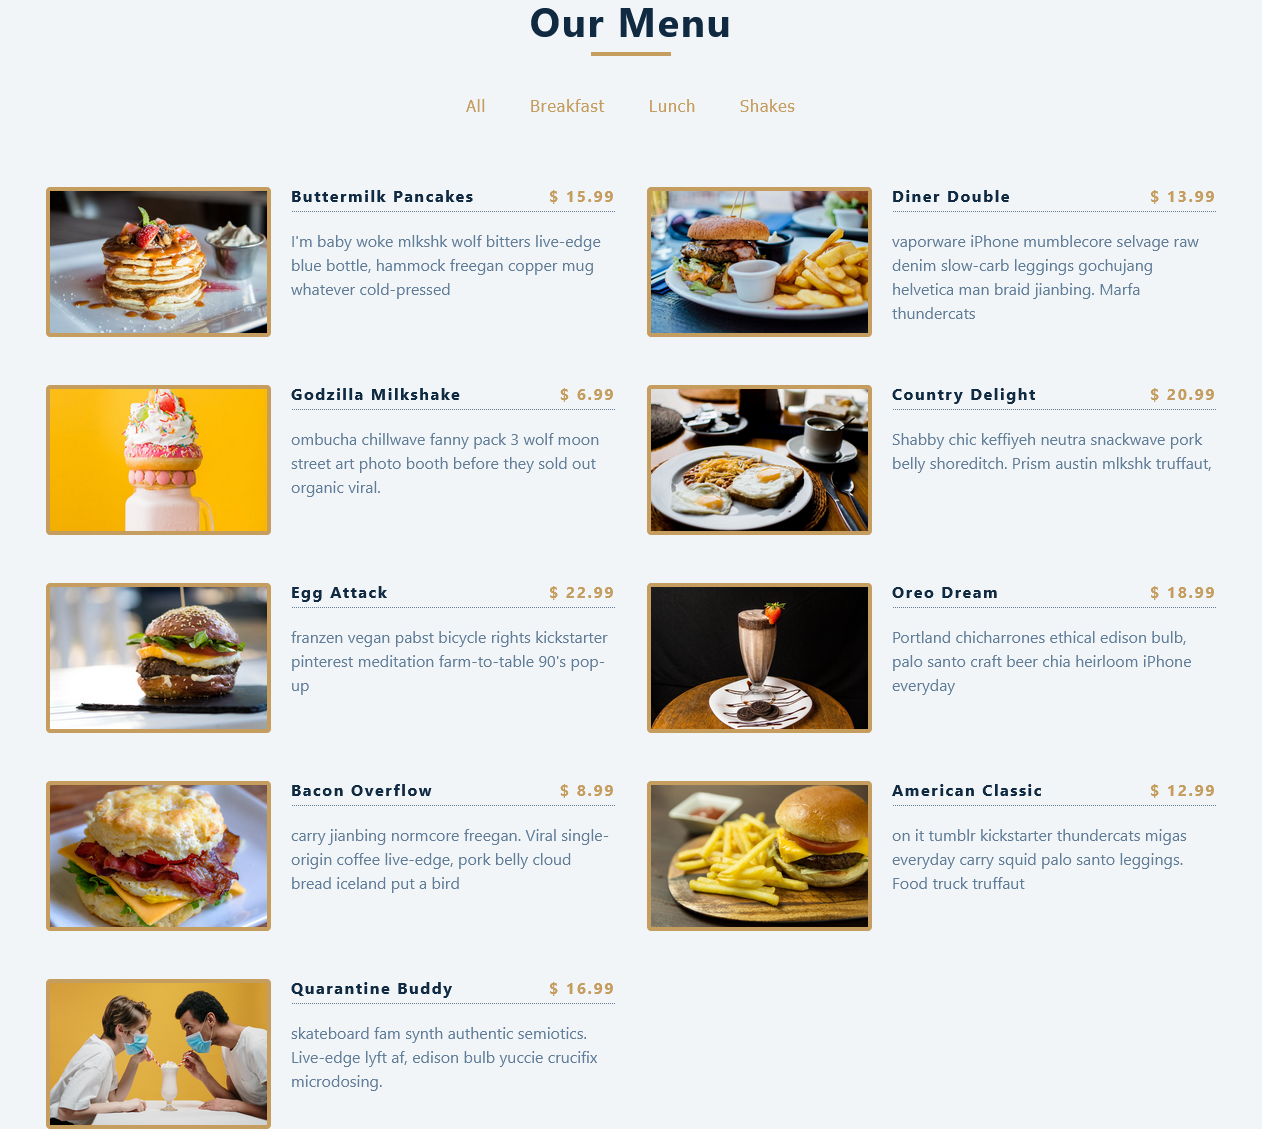 Our Menu
All Breakfast Lunch Shakes
Buttermilk Pancakes $ 15.99
I'm baby woke mlkshk wolf bitters live-edge
blue bottle, hammock freegan copper mug
whatever cold-pressed
Diner Double $ 13.99
vaporware iPhone mumblecore selvage raw
denim slow-carb leggings gochujang
helvetica man braid jianbing. Marfa
thundercats
Godzilla Milkshake $ 6.99
ombucha chillwave fanny pack 3 wolf moon
street art photo booth before they sold out
organic viral.
Country Delight $ 20.99
Shabby chic keffiyeh neutra snackwave pork
belly shoreditch. Prism austin mlkshk truffaut,
Egg Attack $ 22.99
franzen vegan pabst bicycle rights kickstarter
pinterest meditation farm-to-table 90's pop-
up
Oreo Dream $ 18.99
Portland chicharrones ethical edison bulb,
palo santo craft beer chia heirloom iPhone
everyday
Bacon Overflow $ 8.99
carry jianbing normcore freegan. Viral single-
origin coffee live-edge, pork belly cloud
bread iceland put a bird
American Classic $ 12.99
on it tumblr kickstarter thundercats migas
everyday carry squid palo santo leggings.
Food truck truffaut
Quarantine Buddy $ 16.99
skateboard fam synth authentic semiotics.
Live-edge lyft af, edison bulb yuccie crucifix
microdosing.